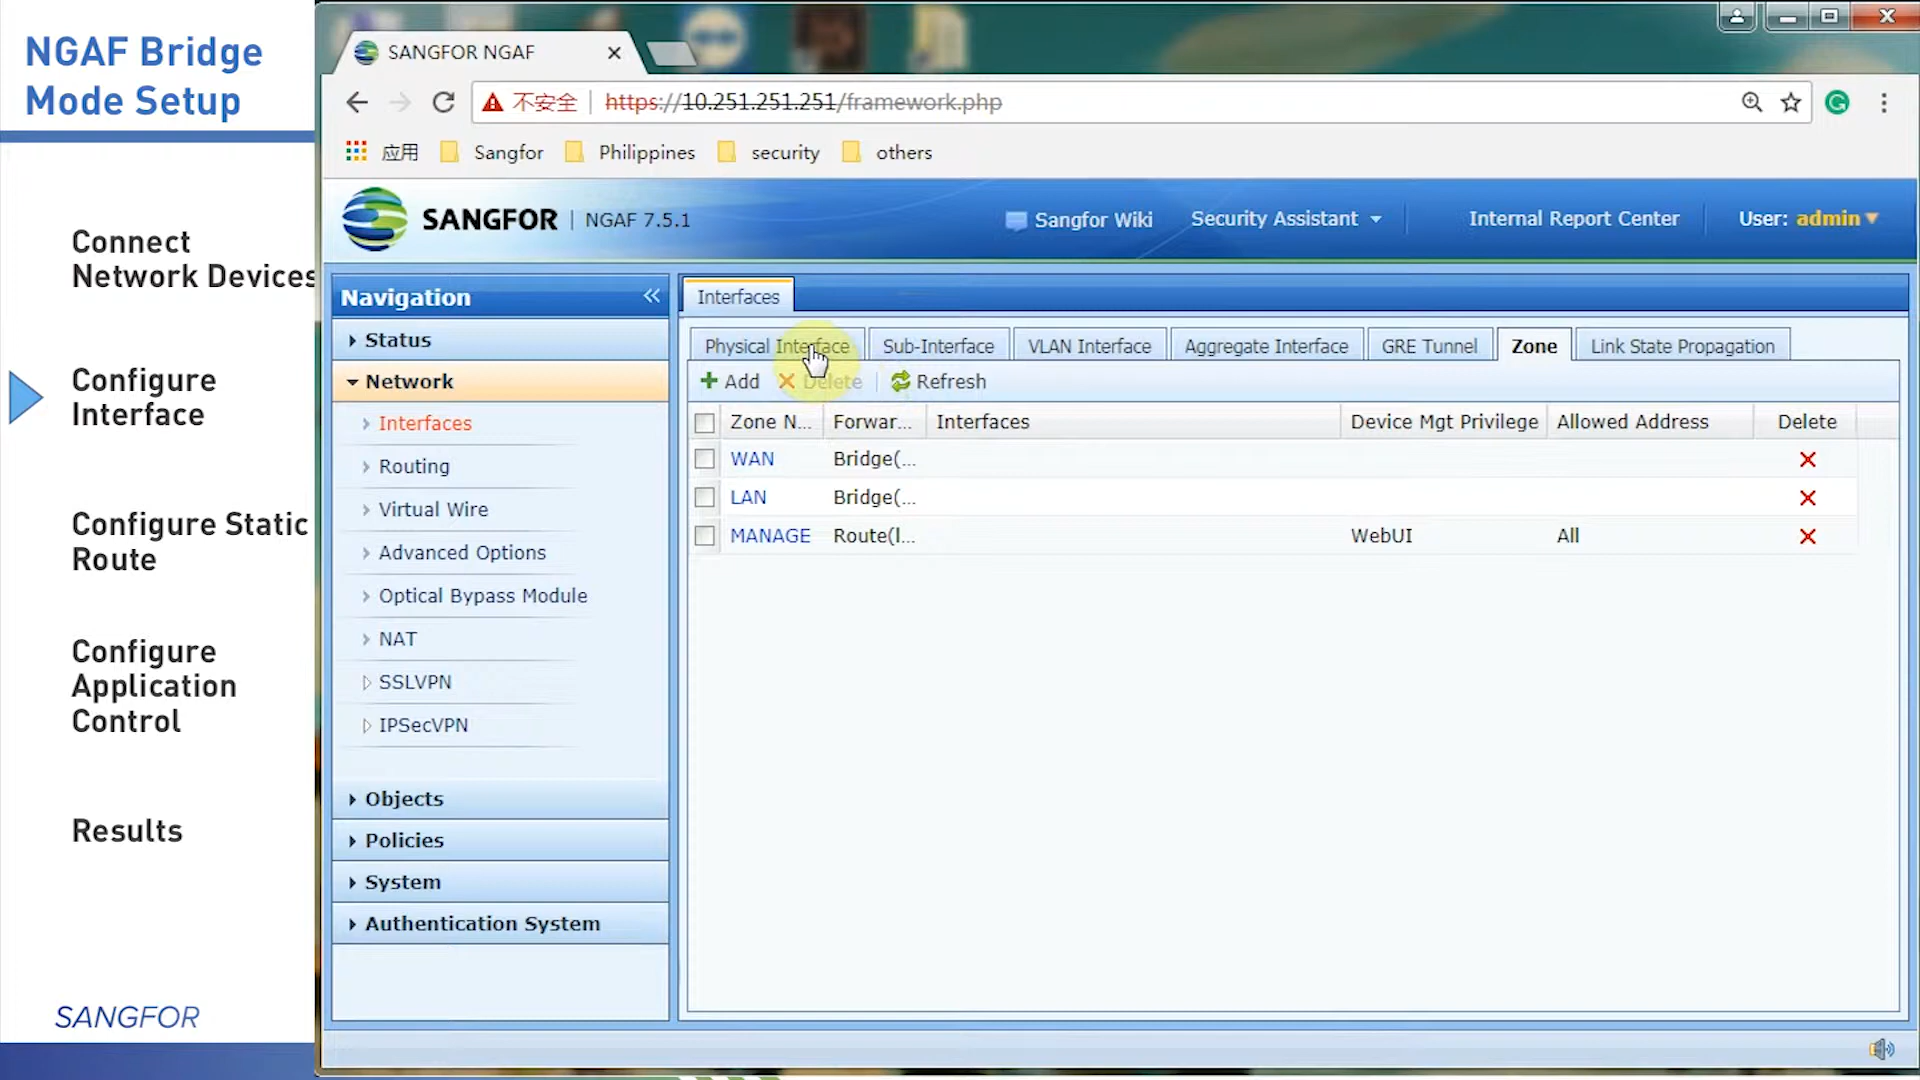 NGAF Bridge
Mode Setup
Connect
Network Devices
Configure
Interface
Configure Static
Route
Configure
Application
Control
Results
SANGFOR
SANGFOR NGAF
不安全 https://10.251.251.251/framework.php
应用 Sangfor Philippines security others
SANGFOR NGAF 7.5.1 Sangfor Wiki Security Assistant Internal Report Center User: admin
Navigation
Status
Network
Interfaces
Routing
Virtual Wire
Advanced Options
Optical Bypass Module
NAT
SSLVPN
IPSecVPN
Objects
Policies
System
Authentication System
Interfaces
Physical Interface Sub-Interface VLAN Interface Aggregate Interface GRE Tunnel Zone Link State Propagation
Add Delete Refresh
Zone N... Forwar... Interfaces Device Mgt Privilege Allowed Address Delete
WAN Bridge(...
LAN Bridge(...
MANAGE Route(l... WebUI All